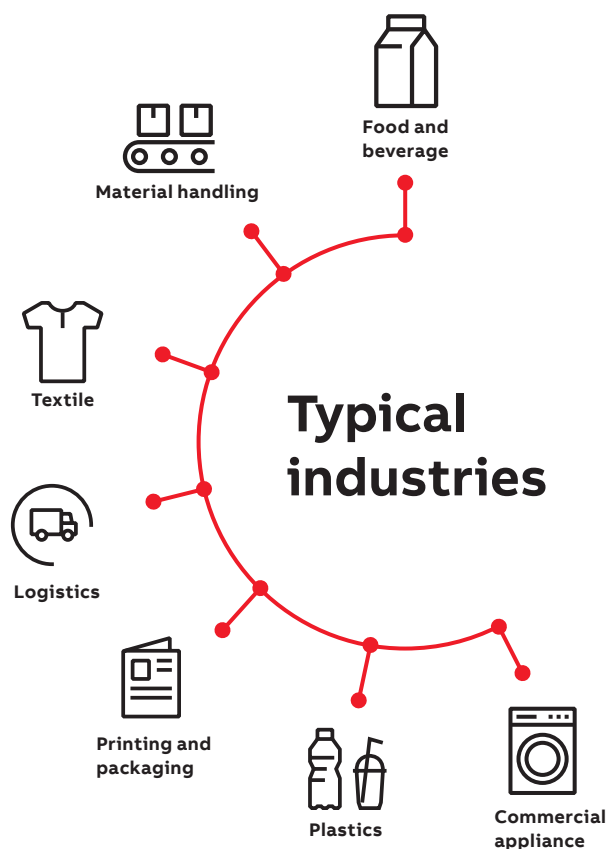 Food and
beverage
Material handling
Textile
Typical
industries
Logistics
Printing and
packaging
Plastics
Commercial
appliance